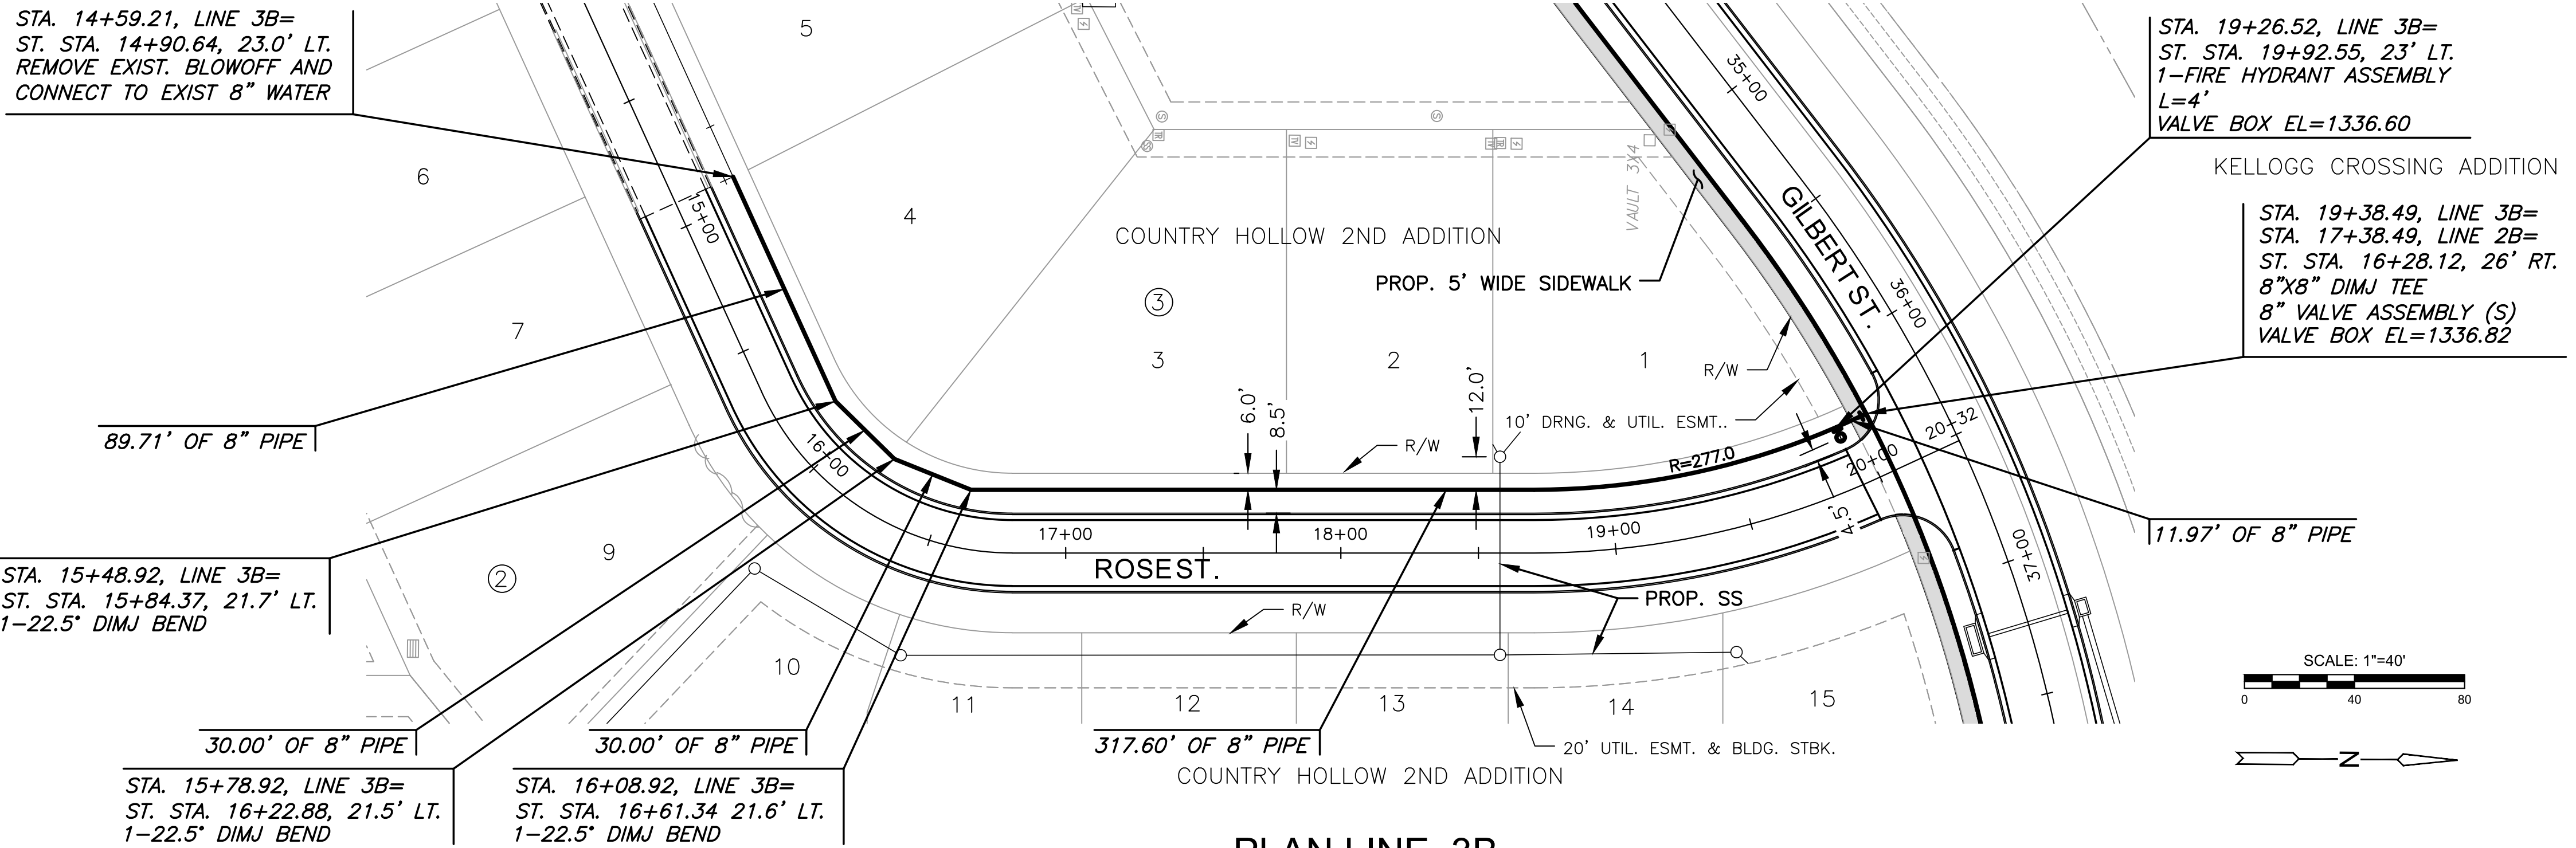 STA. 14+59.21, LINE 3B=
ST. STA. 14+90.64, 23.0' LT.
REMOVE EXIST. BLOWOFF AND
CONNECT TO EXIST 8" WATER
5
6
4
7
9
2
3
COUNTRY HOLLOW 2ND ADDITION
VAULT 3X4
PROP. 5' WIDE SIDEWALK
3
2
1
R/W
10' DRNG. & UTIL. ESMT..
R/W
6.0'
8.5'
12.0'
R=277.0
4.5'
GILBERT ST.
35+00
36+00
37+00
15+00
16+00
17+00
18+00
19+00
20+00
20+32
ROSE ST.
PROP. SS
R/W
10
11
12
13
14
15
20' UTIL. ESMT. & BLDG. STBK.
COUNTRY HOLLOW 2ND ADDITION
STA. 19+26.52, LINE 3B=
ST. STA. 19+92.55, 23' LT.
1-FIRE HYDRANT ASSEMBLY
L=4'
VALVE BOX EL=1336.60
KELLOGG CROSSING ADDITION
STA. 19+38.49, LINE 3B=
STA. 17+38.49, LINE 2B=
ST. STA. 16+28.12, 26' RT.
8"X8" DIMJ TEE
8" VALVE ASSEMBLY (S)
VALVE BOX EL=1336.82
11.97' OF 8" PIPE
89.71' OF 8" PIPE
STA. 15+48.92, LINE 3B=
ST. STA. 15+84.37, 21.7' LT.
1-22.5° DIMJ BEND
30.00' OF 8" PIPE
STA. 15+78.92, LINE 3B=
ST. STA. 16+22.88, 21.5' LT.
1-22.5° DIMJ BEND
30.00' OF 8" PIPE
STA. 16+08.92, LINE 3B=
ST. STA. 16+61.34 21.6' LT.
1-22.5° DIMJ BEND
317.60' OF 8" PIPE
SCALE: 1"=40'
0 40 80
N
PLAN LINE 3B